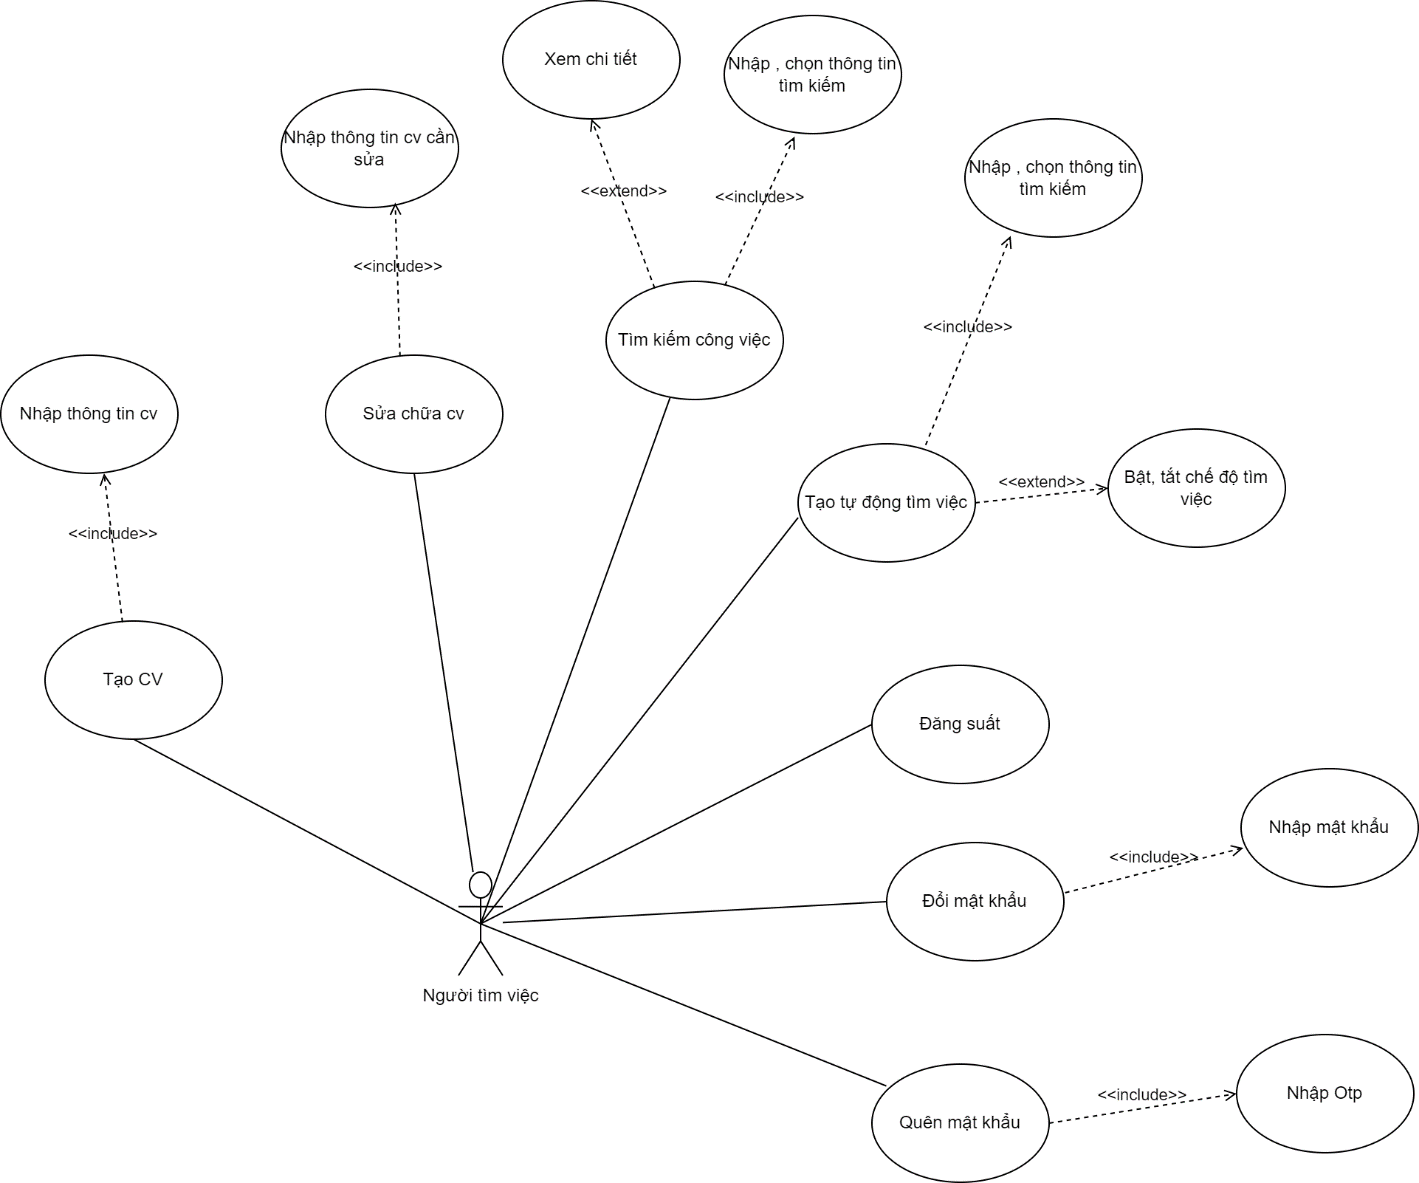 Xem chi tiết
Nhập , chọn thông tin
tìm kiếm
Nhập thông tin cv cần
sửa
Nhập , chọn thông tin
tìm kiếm
<<extend>>
<<include>>
<<include>>
<<include>>
Tìm kiếm công việc
Nhập thông tin cv
Sửa chữa cv
Tạo tự động tìm việc
<<extend>>
Bật, tắt chế độ tìm
việc
<<include>>
Tạo CV
Đăng suất
Nhập mật khẩu
<<include>>
Đổi mật khẩu
Người tìm việc
Quên mật khẩu
<<include>>
Nhập Otp